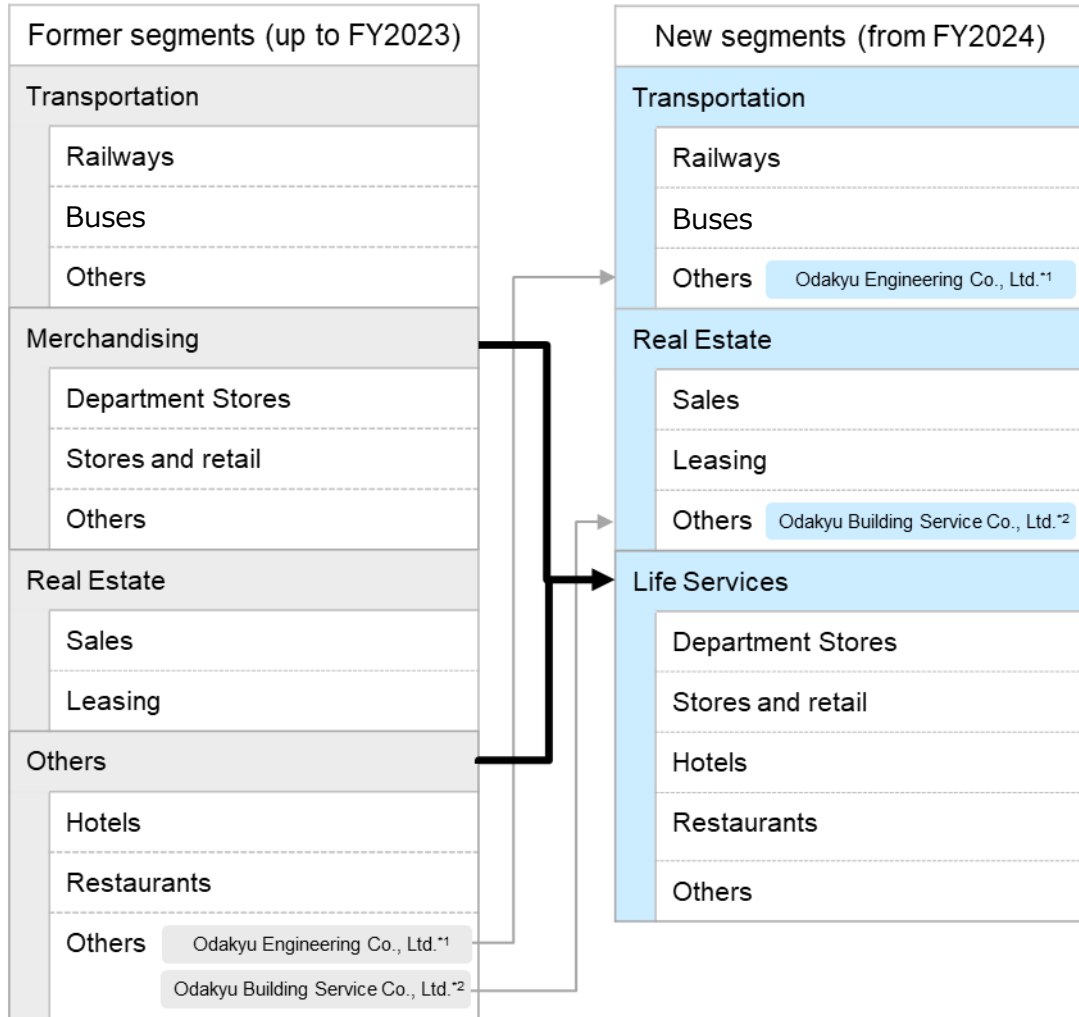 Former segments (up to FY2023)
Transportation
Railways
Buses
Others
Merchandising
Department Stores
Stores and retail
Others
Real Estate
Sales
Leasing
Others
Hotels
Restaurants
Others Odakyu Engineering Co., Ltd.*1
Odakyu Building Service Co., Ltd.*2
New segments (from FY2024)
Transportation
Railways
Buses
Others Odakyu Engineering Co., Ltd.*1
Real Estate
Sales
Leasing
Others Odakyu Building Service Co., Ltd.*2
Life Services
Department Stores
Stores and retail
Hotels
Restaurants
Others